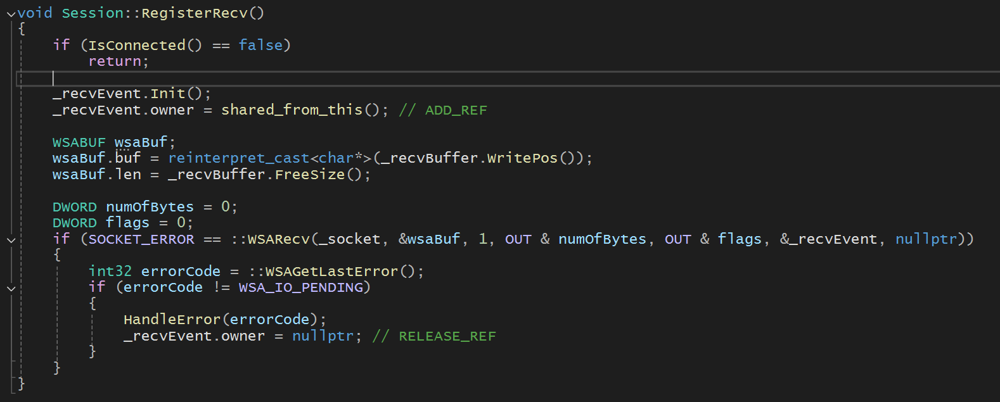 void Session::RegisterRecv()
{
if (IsConnected() == false)
return;
_recvEvent.Init();
_recvEvent.owner = shared_from_this(); // ADD_REF
WSABUF wsaBuf;
wsaBuf.buf = reinterpret_cast<char*>(_recvBuffer.WritePos());
wsaBuf.len = _recvBuffer.FreeSize();
DWORD numOfBytes = 0;
DWORD flags = 0;
if (SOCKET_ERROR == ::WSARecv(_socket, &wsaBuf, 1, OUT & numOfBytes, OUT & flags, &_recvEvent, nullptr))
{
int32 errorCode = ::WSAGetLastError();
if (errorCode != WSA_IO_PENDING)
{
HandleError(errorCode);
_recvEvent.owner = nullptr; // RELEASE_REF
}
}
}